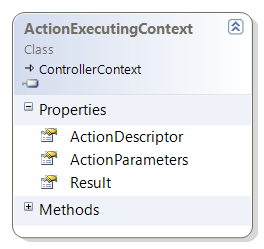 ActionExecutingContext
Class
ControllerContext
Properties
ActionDescriptor
ActionParameters
Result
Methods